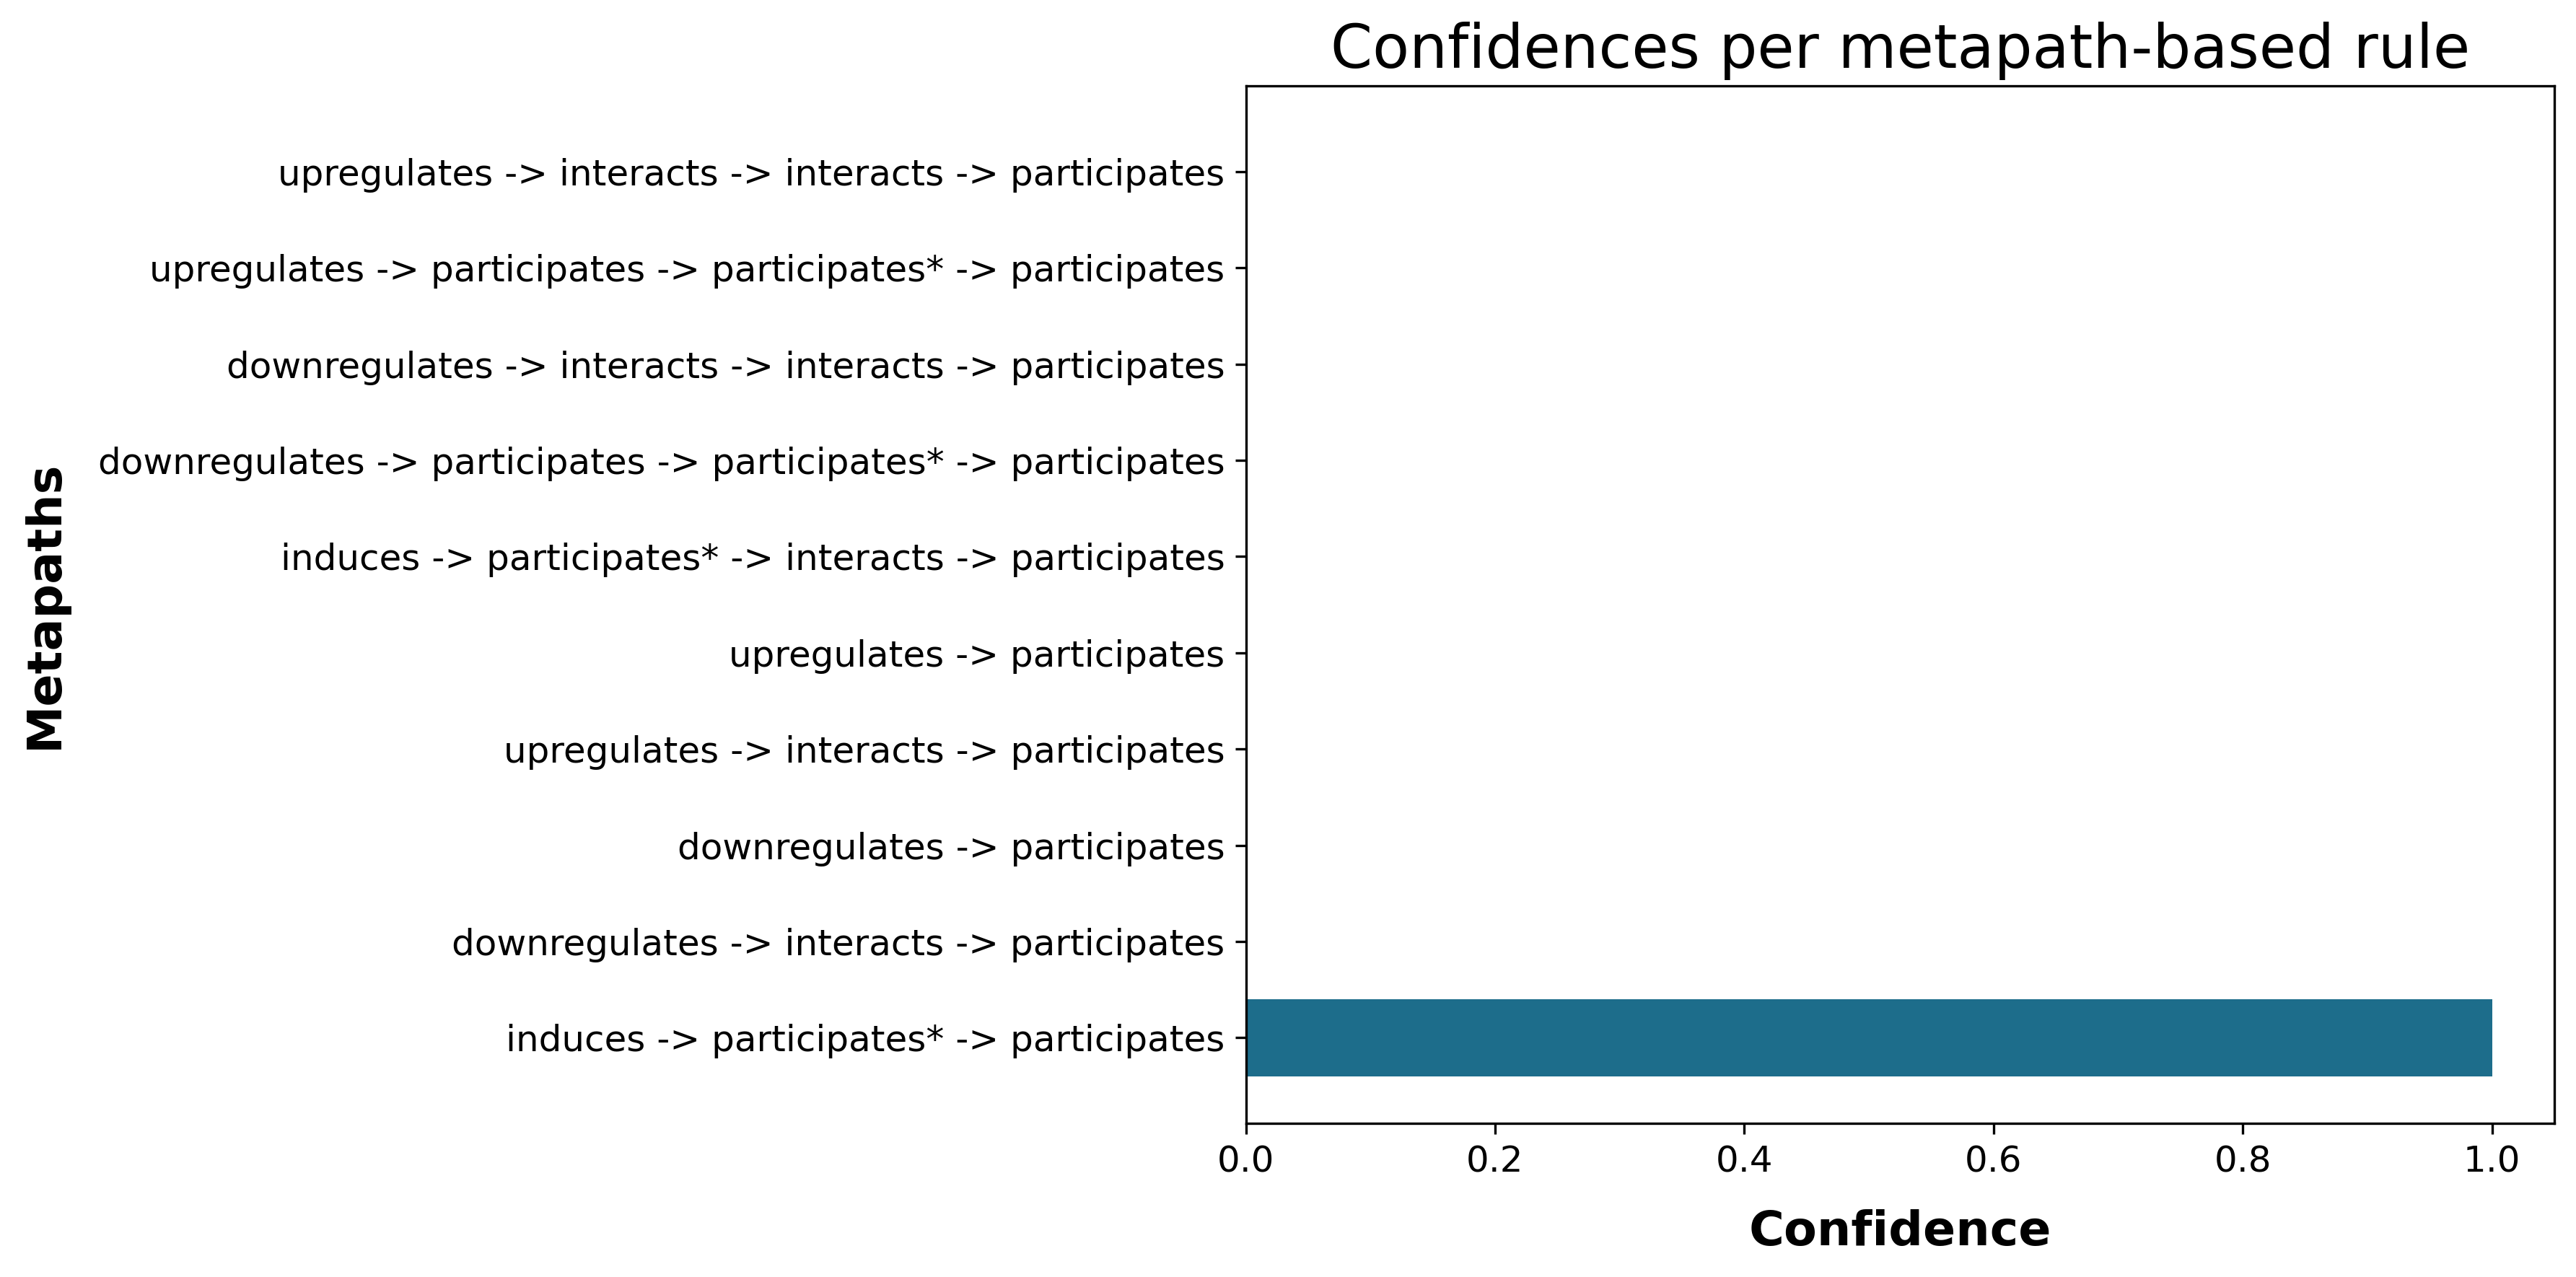 Confidences per metapath-based rule
Metapaths
upregulates -> interacts -> interacts -> participates
upregulates -> participates -> participates* -> participates
downregulates -> interacts -> interacts -> participates
downregulates -> participates -> participates* -> participates
induces -> participates* -> interacts -> participates
upregulates -> participates
upregulates -> interacts -> participates
downregulates -> participates
downregulates -> interacts -> participates
induces -> participates* -> participates
0.0 0.2 0.4 0.6 0.8 1.0
Confidence